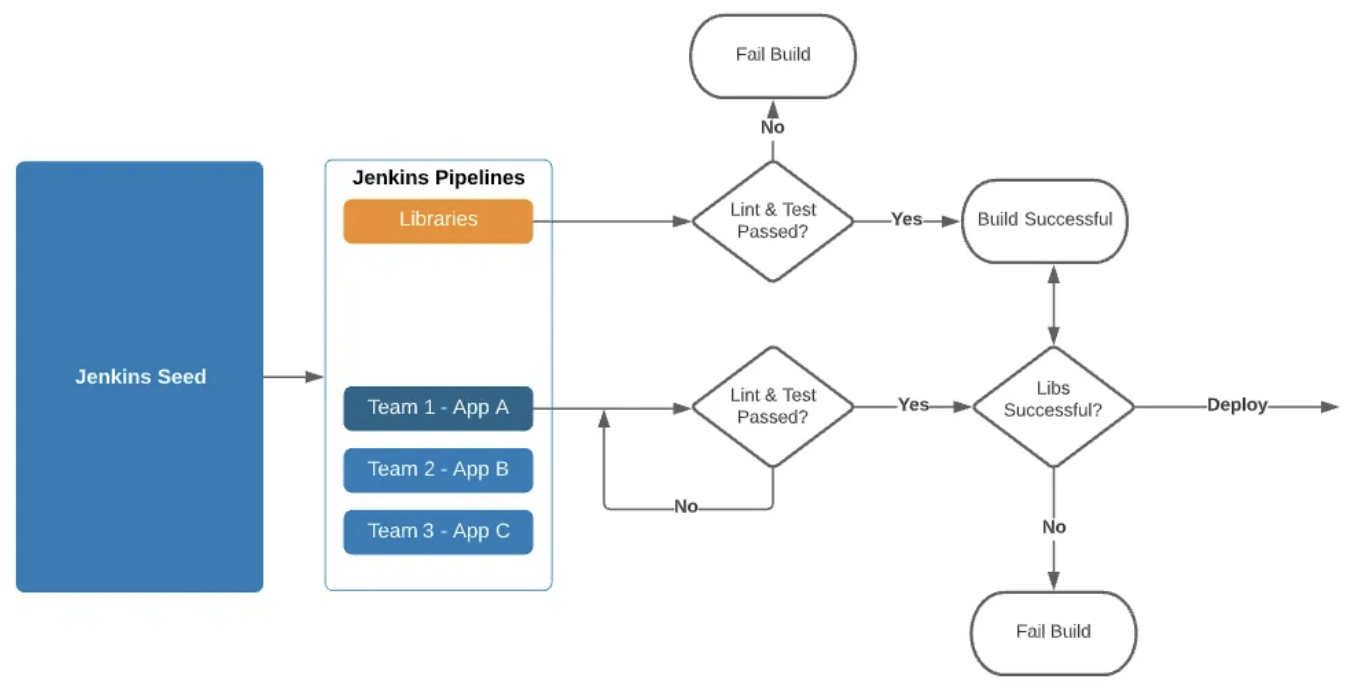 Fail Build
No
Jenkins Pipelines
Libraries
Lint & Test
Passed?
Yes
Build Successful
Jenkins Seed
Team 1 - App A
Lint & Test
Passed?
Yes
Libs
Successful?
Deploy
Team 2 - App B
No
Team 3 - App C
No
Fail Build